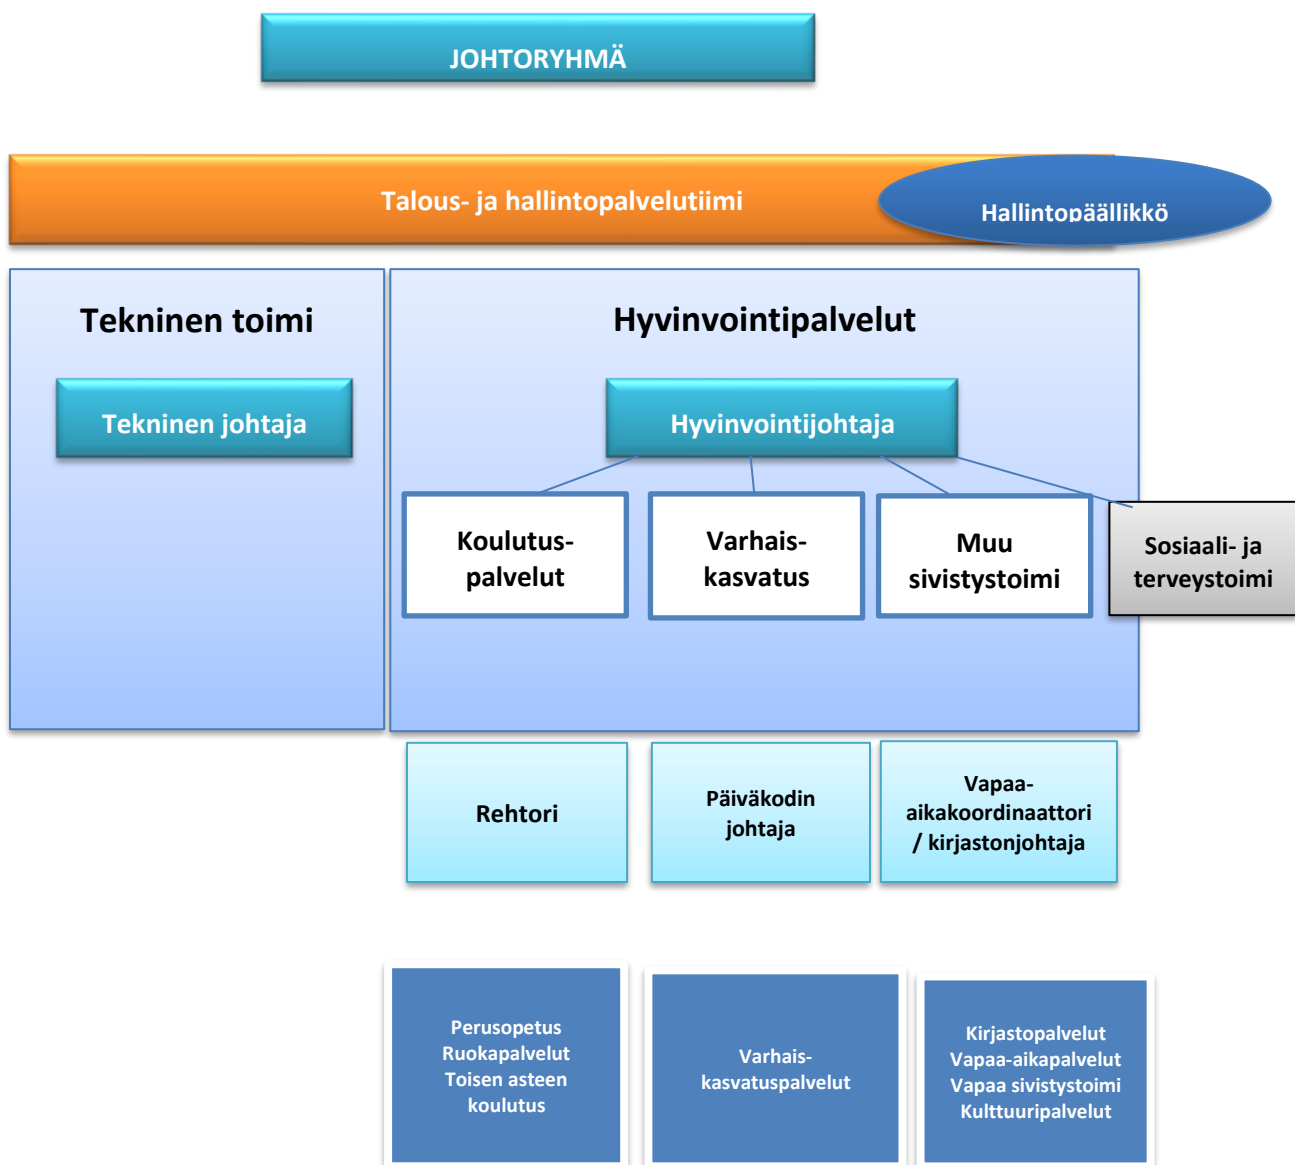 JOHTORYHMÄ
Talous- ja hallintopalvelutiimi
Hallintopäällikkö
Tekninen toimi
Hyvinvointipalvelut
Tekninen johtaja
Hyvinvointijohtaja
Koulutus-
palvelut
Varhais-
kasvatus
Muu
sivistystoimi
Sosiaali- ja
terveystoimi
Rehtori
Päiväkodin
johtaja
Vapaa-
aikakoordinaattori
/ kirjastonjohtaja
Perusopetus
Ruokapalvelut
Toisen asteen
koulutus
Varhais-
kasvatuspalvelut
Kirjastopalvelut
Vapaa-aikapalvelut
Vapaa sivistystoimi
Kulttuuripalvelut